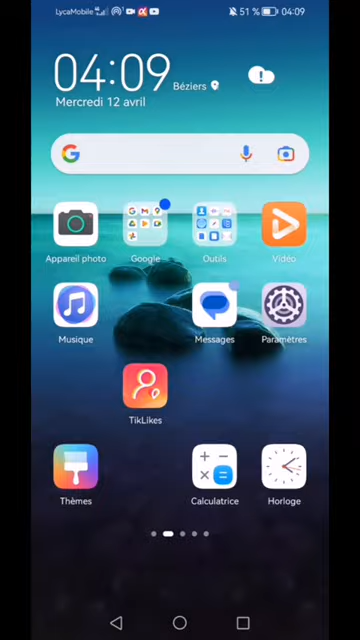 LycaMobile 51 % 04:09
04:09
Béziers
Mercredi 12 avril
Appareil photo Google Outils Vidéo
Musique Messages Paramètres
TikLikes
Thèmes Calculatrice Horloge